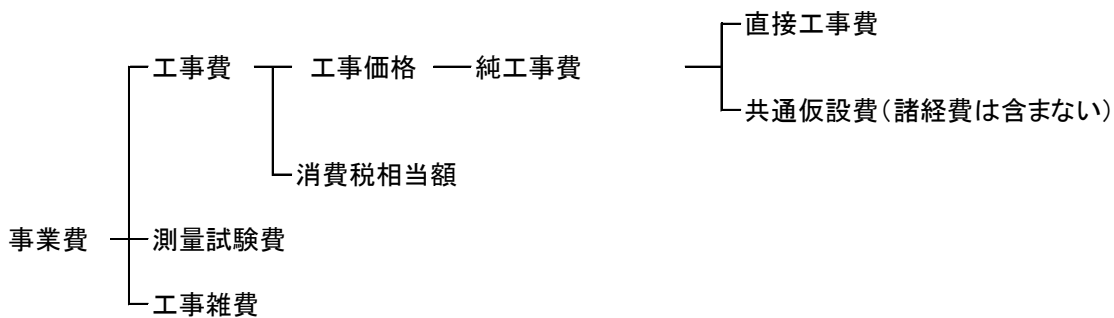 直接工事費
工事費 工事価格 純工事費
共通仮設費(諸経費は含まない)
消費税相当額
事業費 測量試験費
工事雑費